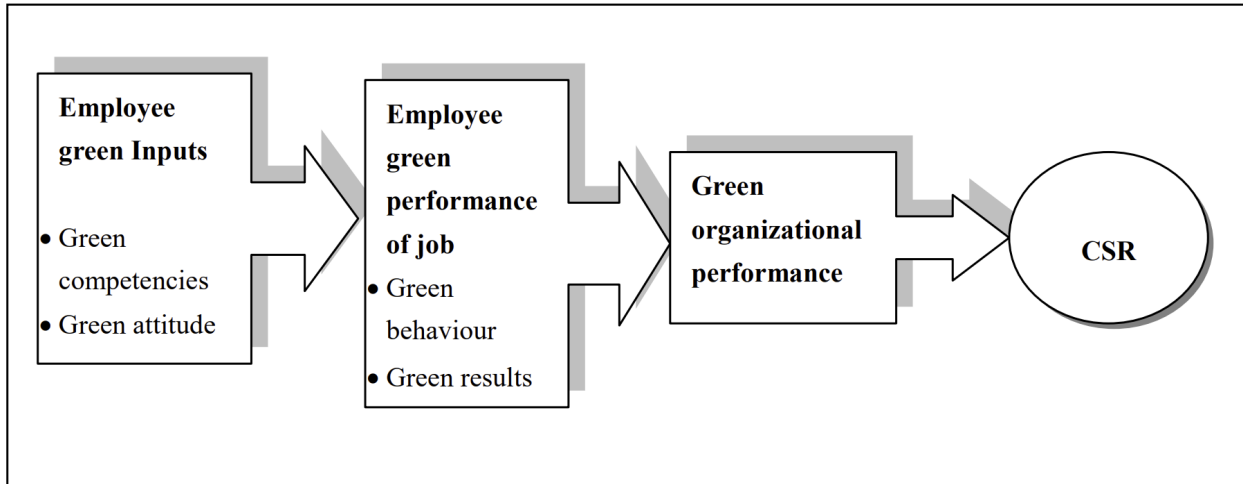 Employee
green Inputs
• Green
competencies
• Green attitude
Employee
green
performance
of job
• Green
behaviour
• Green results
Green
organizational
performance
CSR